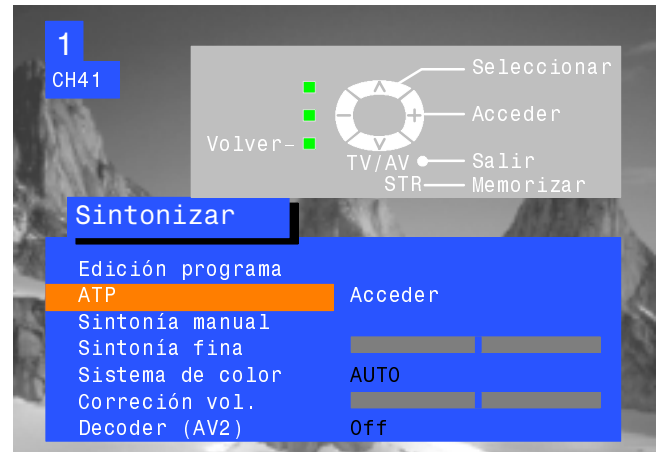 1
CH41
Seleccionar
Acceder
Volver
TV/AV Salir
STR Memorizar
Sintonizar
Edición programa
ATP Acceder
Sintonía manual
Sintonía fina
Sistema de color AUTO
Correción vol.
Decoder (AV2) Off